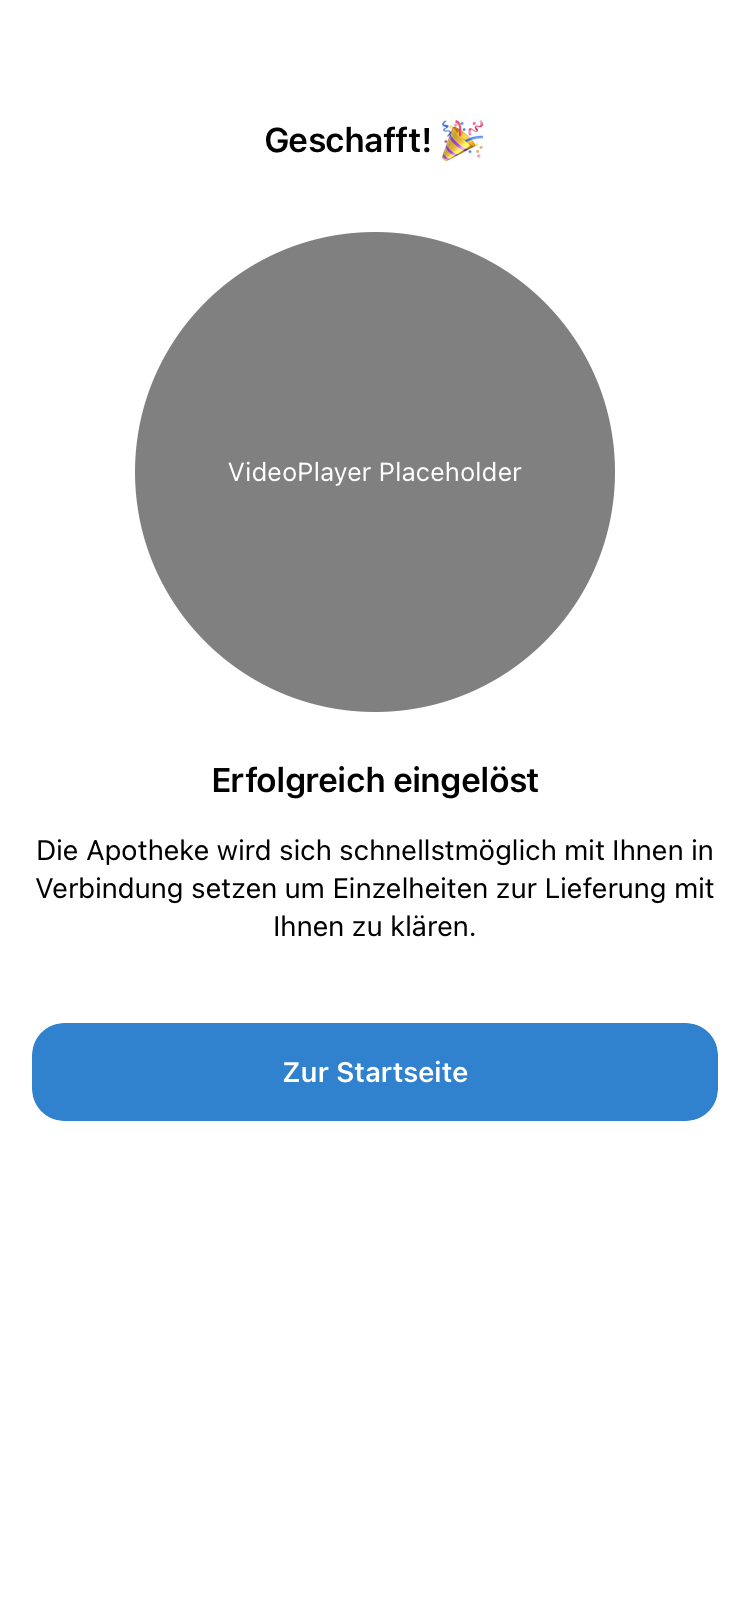 Geschafft! 🎉
VideoPlayer Placeholder
Erfolgreich eingelöst
Die Apotheke wird sich schnellstmöglich mit Ihnen in
Verbindung setzen um Einzelheiten zur Lieferung mit
Ihnen zu klären.
Zur Startseite